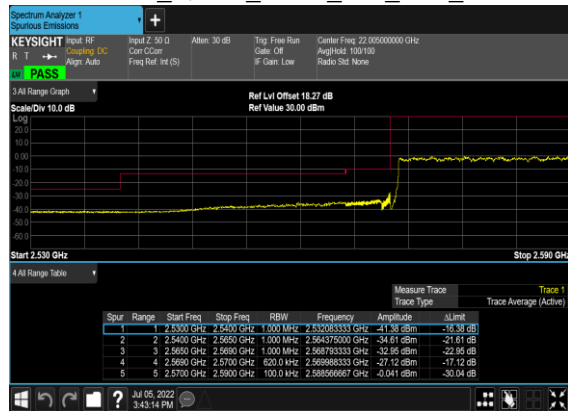 Spectrum Analyzer 1
Spurious Emissions
+
KEYSIGHT Input: RF Input Z: 50 Ω Atten: 30 dB Trig: Free Run Center Freq: 22.005000000 GHz
R T Coupling: DC Corr CCorr Gate: Off Avg|Hold: 100/100
Align: Auto Freq Ref: Int (S) IF Gain: Low Radio Std: None
PASS
3 All Range Graph
Ref Lvl Offset 18.27 dB
Scale/Div 10.0 dB Ref Value 30.00 dBm
Log
20.0
10.0
0.00
-10.0
-20.0
-30.0
-40.0
-50.0
-60.0
Start 2.530 GHz Stop 2.590 GHz
4 All Range Table
Measure Trace Trace 1
Trace Type Trace Average (Active)
Spur Range Start Freq Stop Freq RBW Frequency Amplitude ΔLimit
1 1 2.5300 GHz 2.5400 GHz 1.000 MHz 2.532083333 GHz -41.38 dBm -16.38 dB
2 2 2.5400 GHz 2.5650 GHz 1.000 MHz 2.564375000 GHz -34.61 dBm -21.61 dB
3 3 2.5650 GHz 2.5690 GHz 1.000 MHz 2.568793333 GHz -32.95 dBm -22.95 dB
4 4 2.5690 GHz 2.5700 GHz 620.0 kHz 2.569988333 GHz -27.12 dBm -17.12 dB
5 5 2.5700 GHz 2.5900 GHz 100.0 kHz 2.588566667 GHz -0.041 dBm -30.04 dB
? Jul 05, 2022
3:43:14 PM